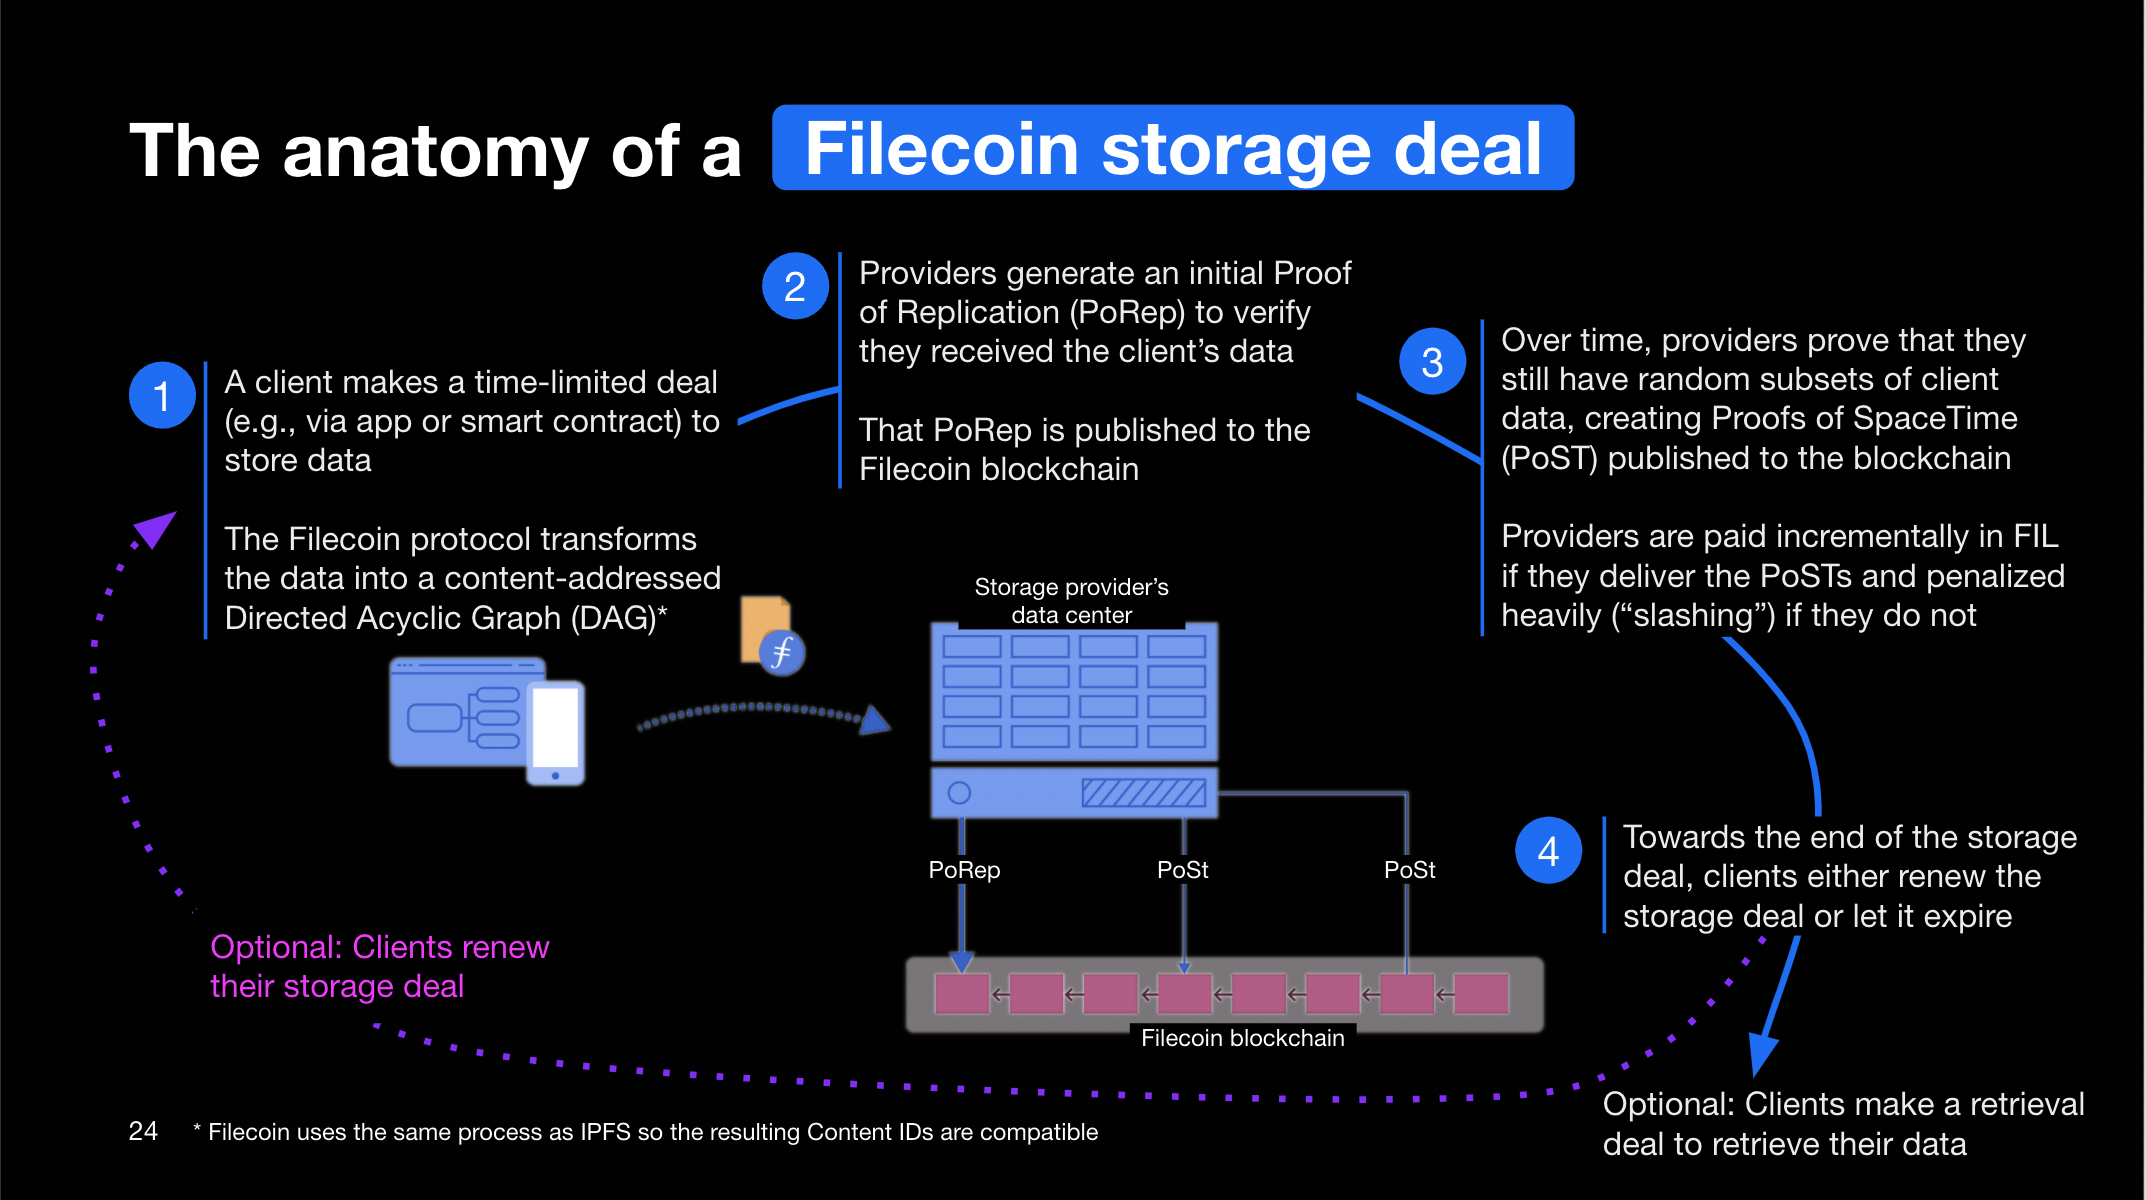 The anatomy of a Filecoin storage deal
1
A client makes a time-limited deal
(e.g., via app or smart contract) to
store data
The Filecoin protocol transforms
the data into a content-addressed
Directed Acyclic Graph (DAG)*
2
Providers generate an initial Proof
of Replication (PoRep) to verify
they received the client’s data
That PoRep is published to the
Filecoin blockchain
3
Over time, providers prove that they
still have random subsets of client
data, creating Proofs of SpaceTime
(PoST) published to the blockchain
Providers are paid incrementally in FIL
if they deliver the PoSTs and penalized
heavily (“slashing”) if they do not
Storage provider’s
data center
PoRep
PoSt
PoSt
Filecoin blockchain
4
Towards the end of the storage
deal, clients either renew the
storage deal or let it expire
Optional: Clients renew
their storage deal
Optional: Clients make a retrieval
deal to retrieve their data
24
* Filecoin uses the same process as IPFS so the resulting Content IDs are compatible